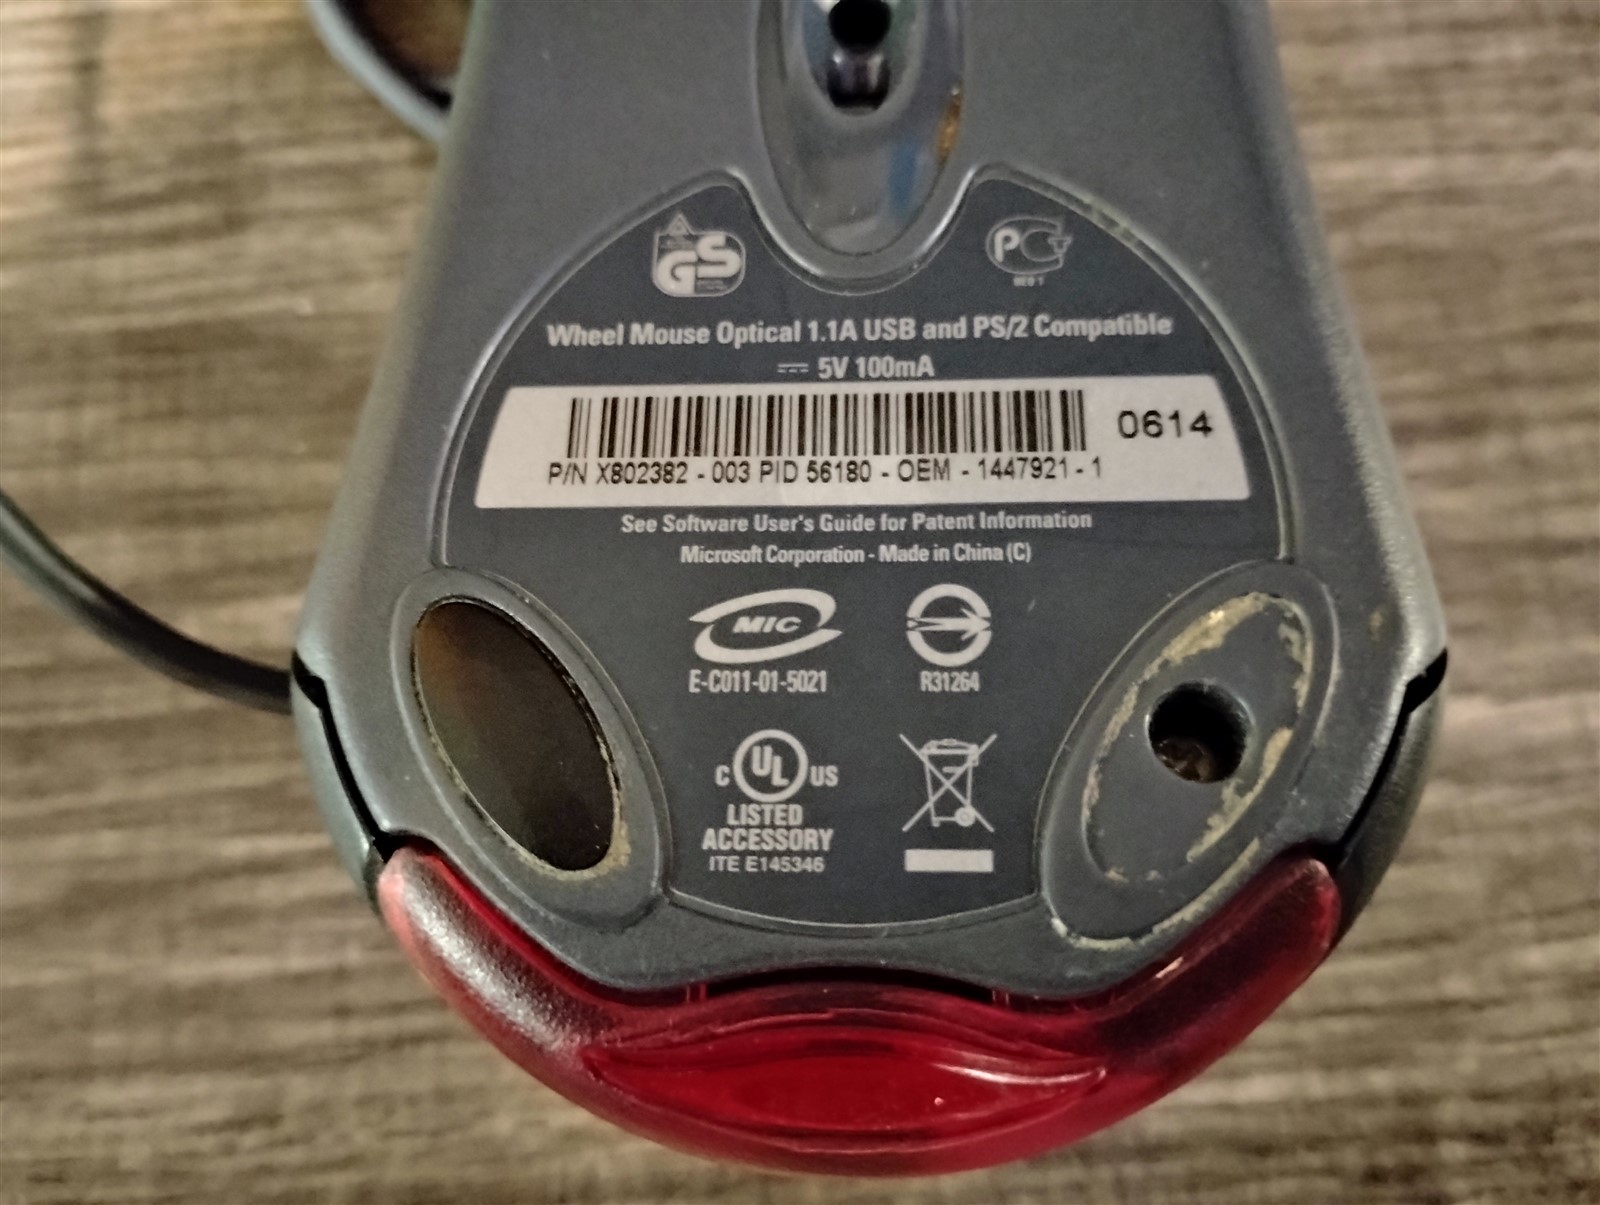 GS
PCT
Wheel Mouse Optical 1.1A USB and PS/2 Compatible
5V 100mA
0614
P/N X802382 - 003 PID 56180 - OEM - 1447921 - 1
See Software User's Guide for Patent Information
Microsoft Corporation - Made in China (C)
MIC
E-C011-01-5021
R31264
C UL US
LISTED
ACCESSORY
ITE E145346